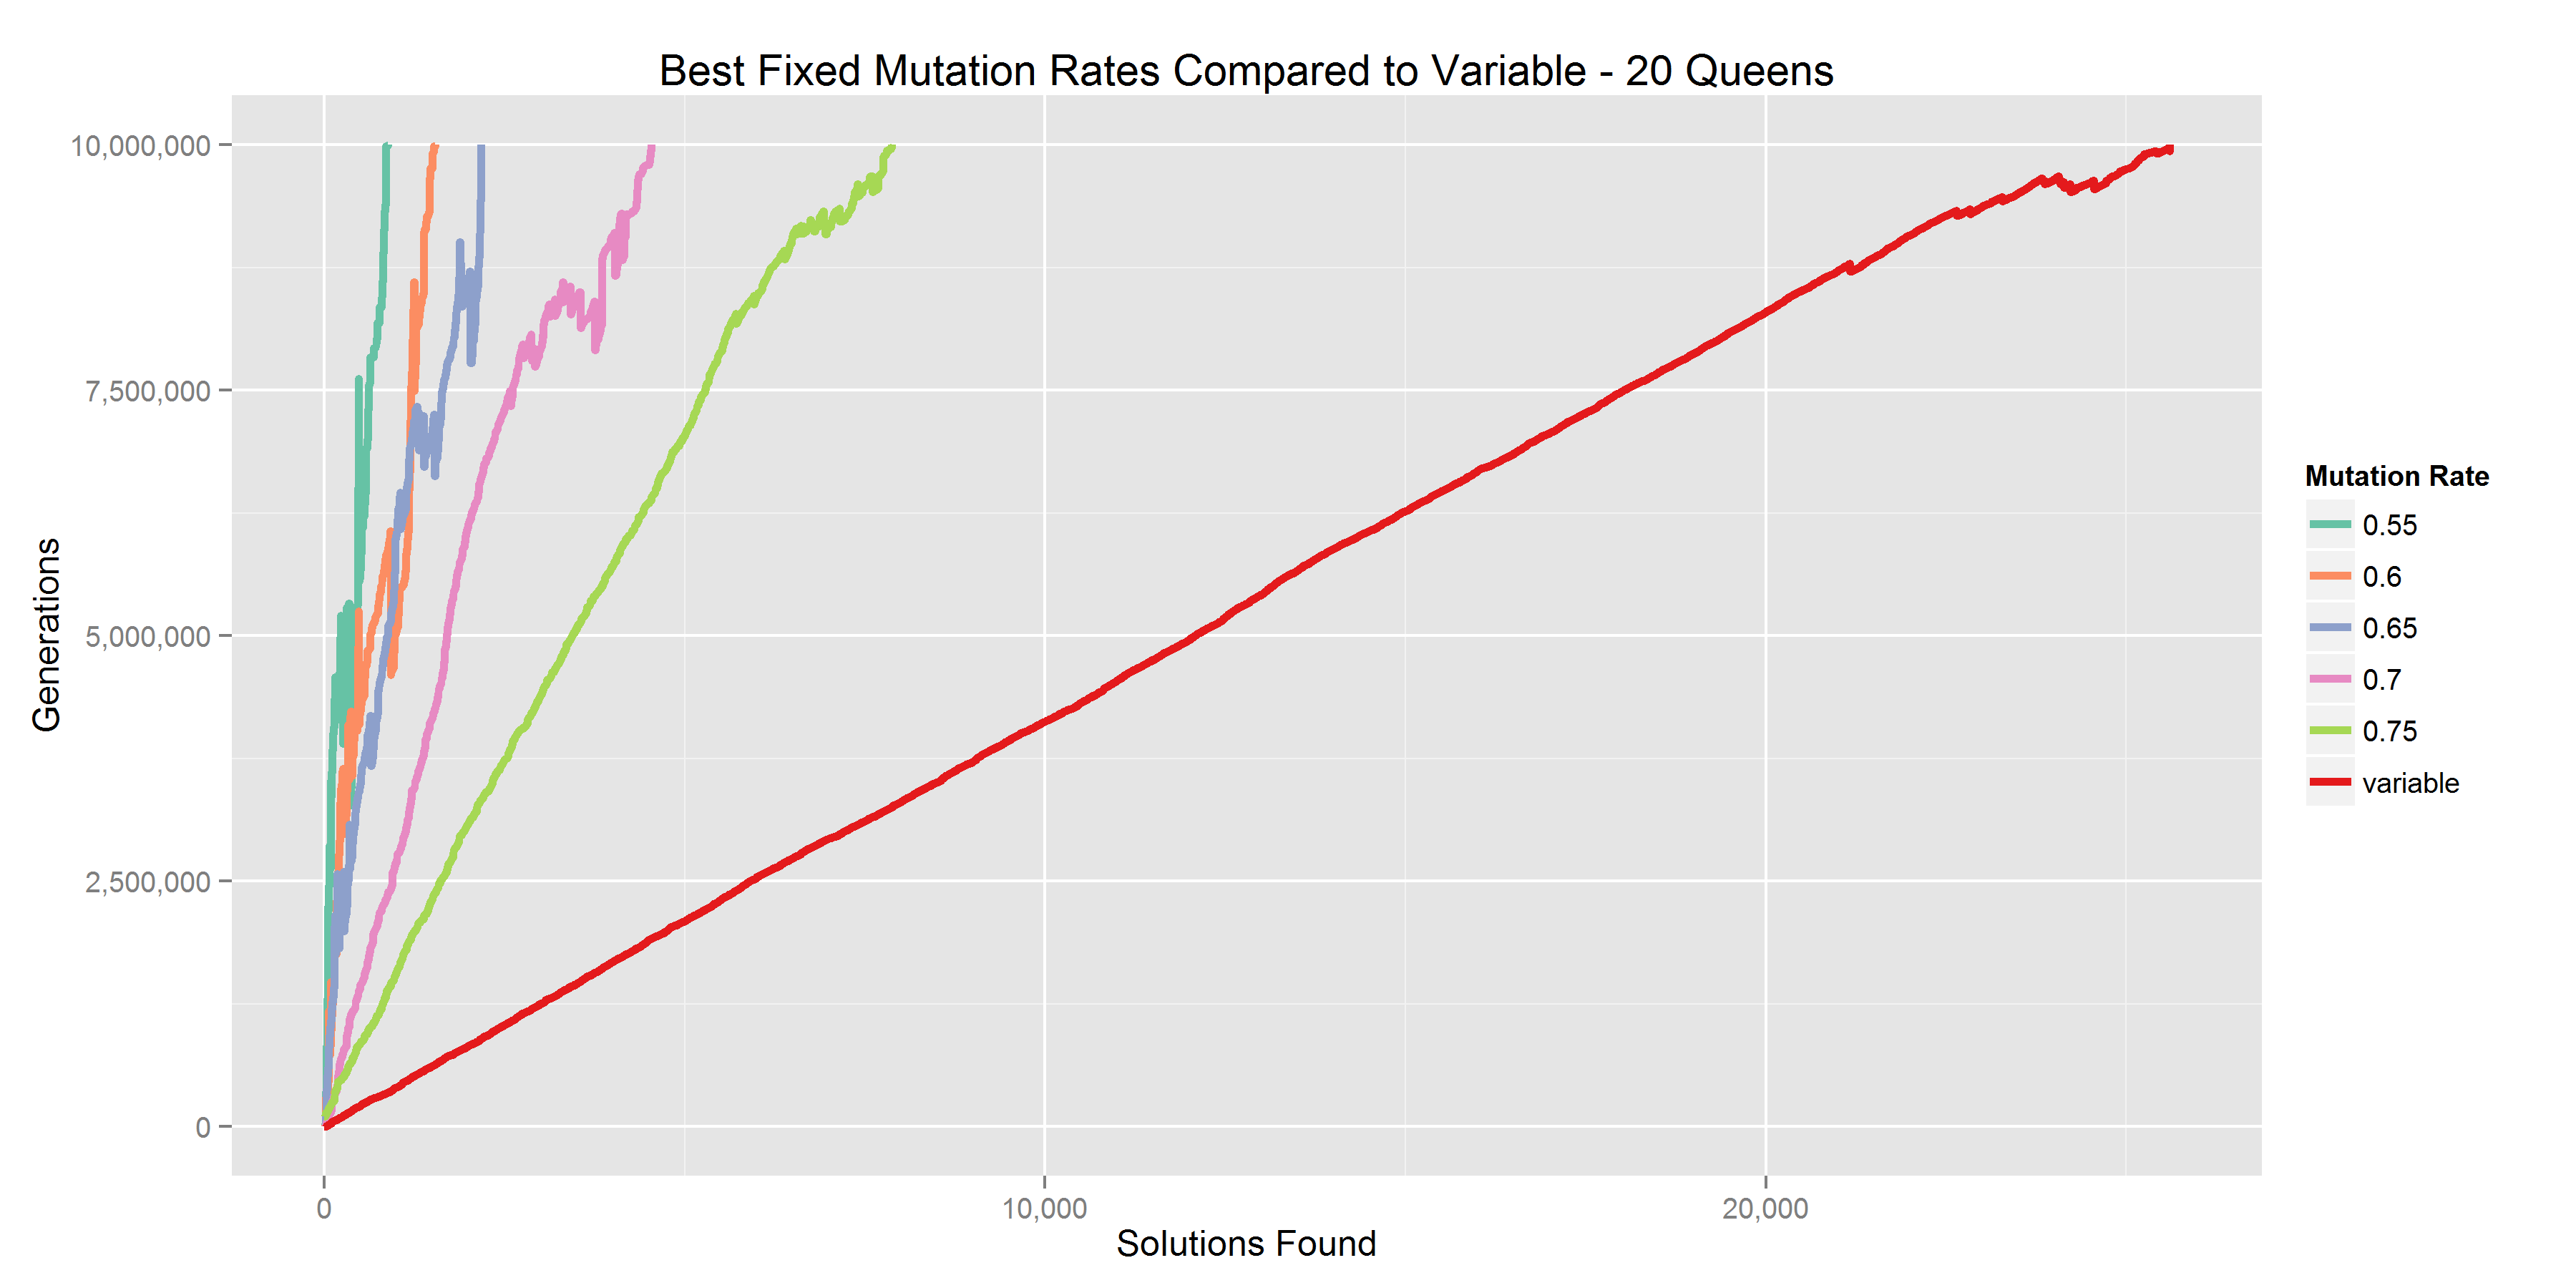 Best Fixed Mutation Rates Compared to Variable - 20 Queens
10,000,000
7,500,000
5,000,000
2,500,000
0
Generations
0
10,000
20,000
Solutions Found
Mutation Rate
0.55
0.6
0.65
0.7
0.75
variable